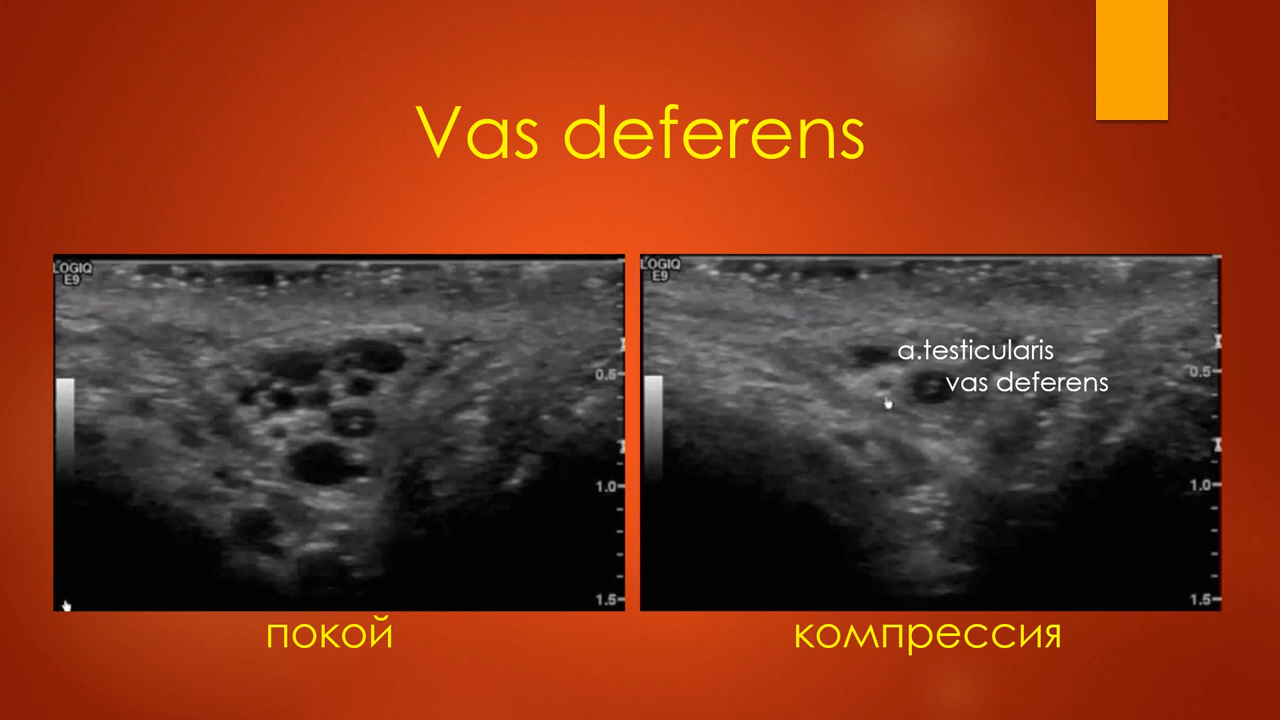 Vas deferens
LOGIQ
E9
0.5
1.0
1.5
LOGIQ
E9
a.testicularis
vas deferens
0.5
1.0
1.5
покой
компрессия